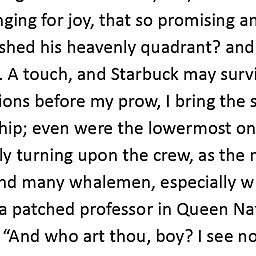 nging for joy, that so promising an
shed his heavenly quadrant? and
. A touch, and Starbuck may survi
ions before my prow, I bring the s
hip; even were the lowermost on
ly turning upon the crew, as the r
nd many whalemen, especially w
a patched professor in Queen Na
“And who art thou, boy? I see no